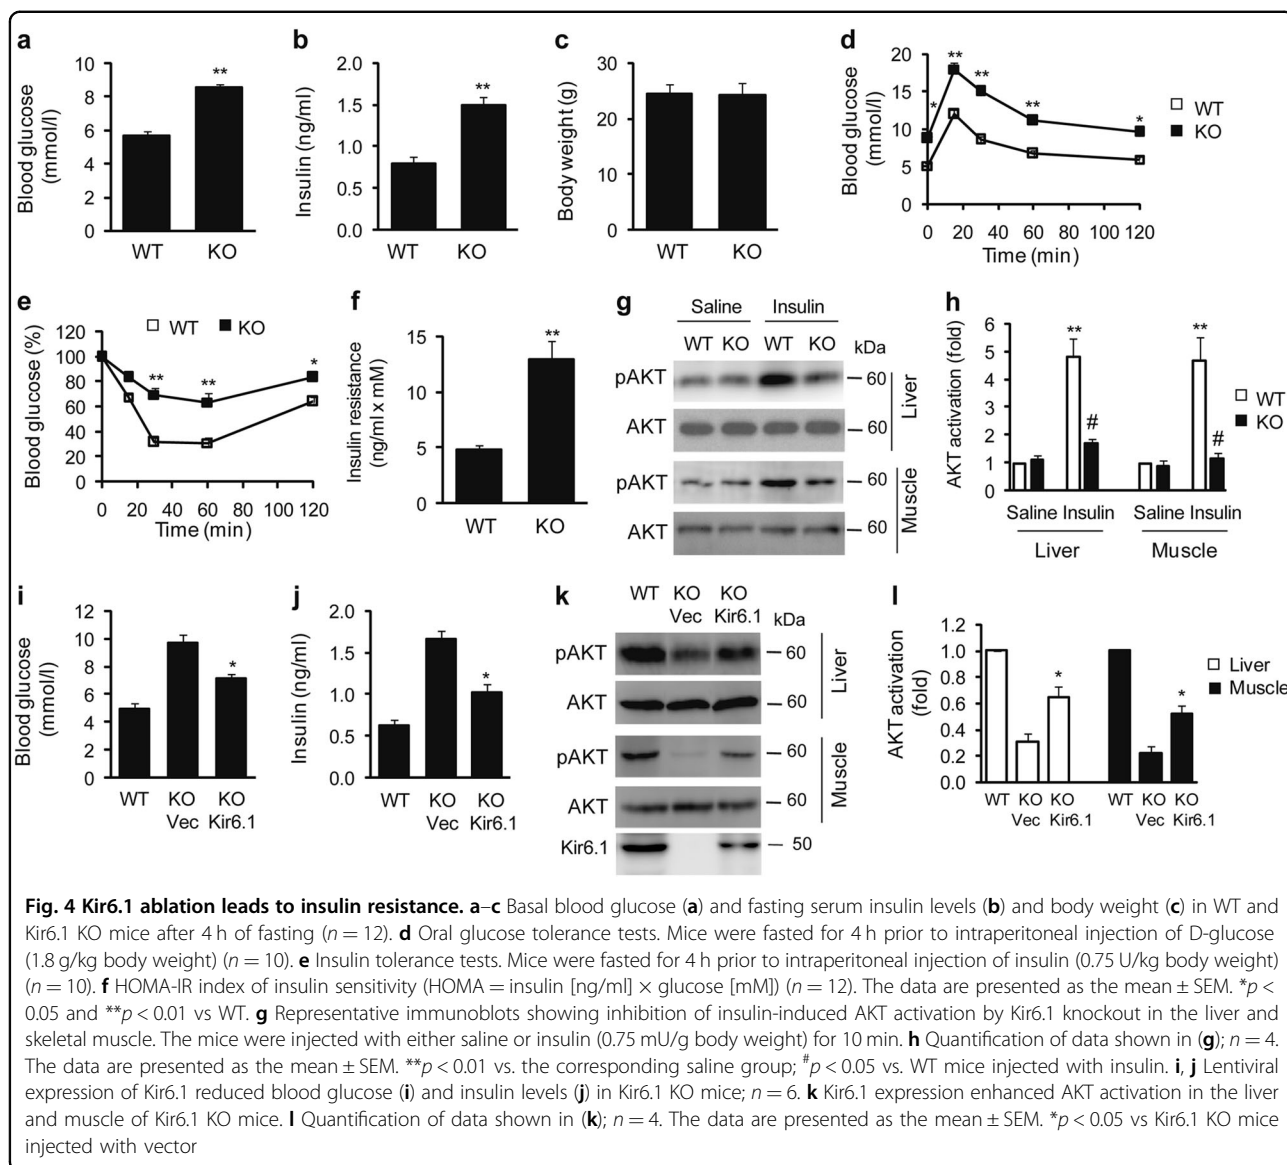 a
Blood glucose
(mmol/l)
10
8
6
4
2
0
**
WT KO
b
Insulin (ng/ml)
2.0
1.5
1.0
0.5
0.0
**
WT KO
c
Body weight (g)
30
20
10
0
WT KO
d
Blood glucose
(mmol/l)
20
15
10
5
0
*
**
**
**
*
0 20 40 60 80 100 120
Time (min)
WT
KO
e
Blood glucose (%)
120
100
80
60
40
20
0
WT KO
**
**
*
0 20 40 60 80 100 120
Time (min)
f
Insulin resistance
(ng/ml x mM)
15
10
5
0
**
WT KO
g
Saline Insulin
WT KO WT KO kDa
pAKT 60
AKT 60
Liver
pAKT 60
AKT 60
Muscle
h
AKT activation (fold)
6
5
4
3
2
1
0
**
#
**
#
WT
KO
Saline Insulin Saline Insulin
Liver Muscle
i
Blood glucose
(mmol/l)
12
10
8
6
4
2
0
*
WT KO KO
Vec Kir6.1
j
Insulin (ng/ml)
2.0
1.5
1.0
0.5
0.0
*
WT KO KO
Vec Kir6.1
k
WT KO KO
Vec Kir6.1 kDa
pAKT 60
AKT 60
Liver
pAKT 60
AKT 60
Muscle
Kir6.1 50
l
AKT activation
(fold)
1.2
1.0
0.8
0.6
0.4
0.2
0.0
*
*
Liver
Muscle
WT KO KO WT KO KO
Vec Kir6.1 Vec Kir6.1
Fig. 4 Kir6.1 ablation leads to insulin resistance. a–c Basal blood glucose (a) and fasting serum insulin levels (b) and body weight (c) in WT and
Kir6.1 KO mice after 4 h of fasting (n = 12). d Oral glucose tolerance tests. Mice were fasted for 4 h prior to intraperitoneal injection of D-glucose
(1.8 g/kg body weight) (n = 10). e Insulin tolerance tests. Mice were fasted for 4 h prior to intraperitoneal injection of insulin (0.75 U/kg body weight)
(n = 10). f HOMA-IR index of insulin sensitivity (HOMA = insulin [ng/ml] × glucose [mM]) (n = 12). The data are presented as the mean ± SEM. *p <
0.05 and **p < 0.01 vs WT. g Representative immunoblots showing inhibition of insulin-induced AKT activation by Kir6.1 knockout in the liver and
skeletal muscle. The mice were injected with either saline or insulin (0.75 mU/g body weight) for 10 min. h Quantification of data shown in (g); n = 4.
The data are presented as the mean ± SEM. **p < 0.01 vs. the corresponding saline group; #p < 0.05 vs. WT mice injected with insulin. i, j Lentiviral
expression of Kir6.1 reduced blood glucose (i) and insulin levels (j) in Kir6.1 KO mice; n = 6. k Kir6.1 expression enhanced AKT activation in the liver
and muscle of Kir6.1 KO mice. l Quantification of data shown in (k); n = 4. The data are presented as the mean ± SEM. *p < 0.05 vs Kir6.1 KO mice
injected with vector